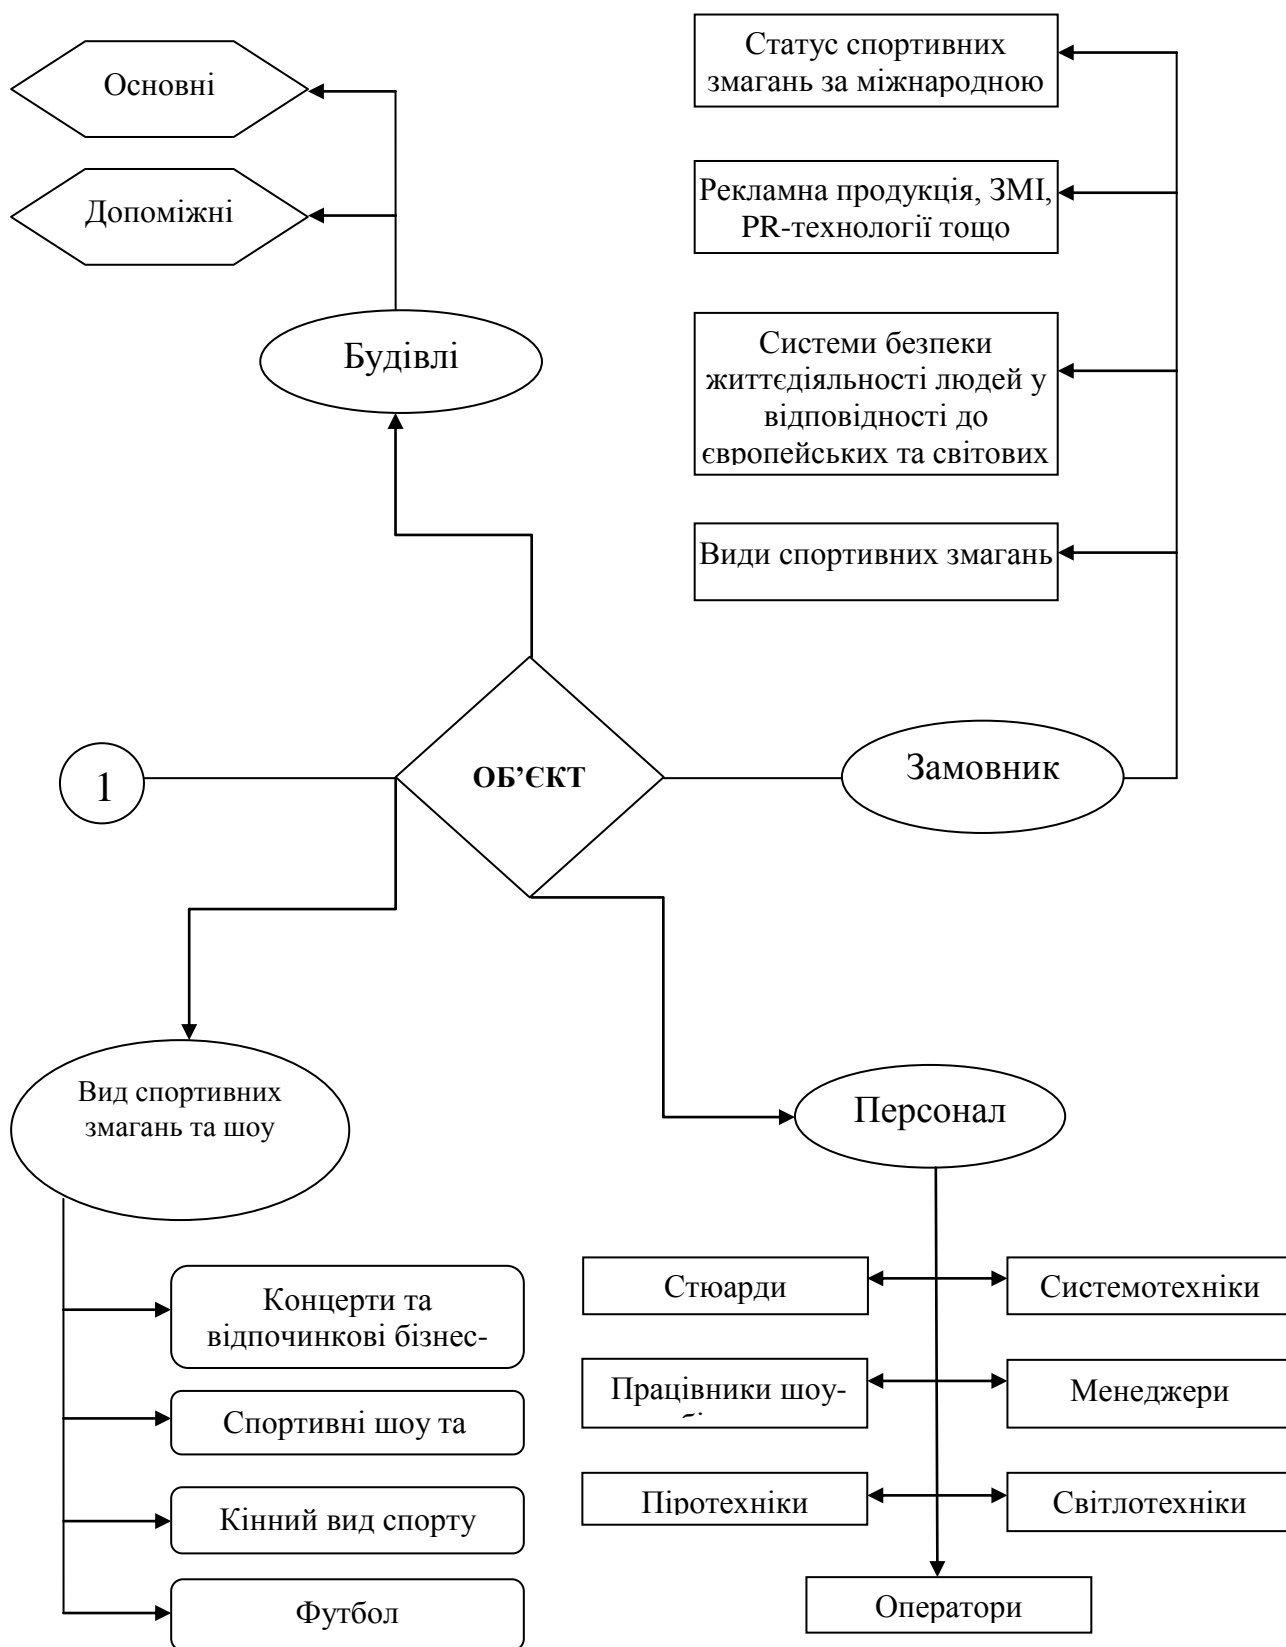 Основні
Допоміжні
Будівлі
Статус спортивних
змагань за міжнародною
Рекламна продукція, ЗМІ,
PR-технології тощо
Системи безпеки
життєдіяльності людей у
відповідності до
європейських та світових
Види спортивних змагань
1
ОБ’ЄКТ
Замовник
Вид спортивних
змагань та шоу
Персонал
Концерти та
відпочинкові бізнес-
Спортивні шоу та
Кінний вид спорту
Футбол
Стюарди
Системотехніки
Працівники шоу-
Менеджери
Піротехніки
Світлотехніки
Оператори